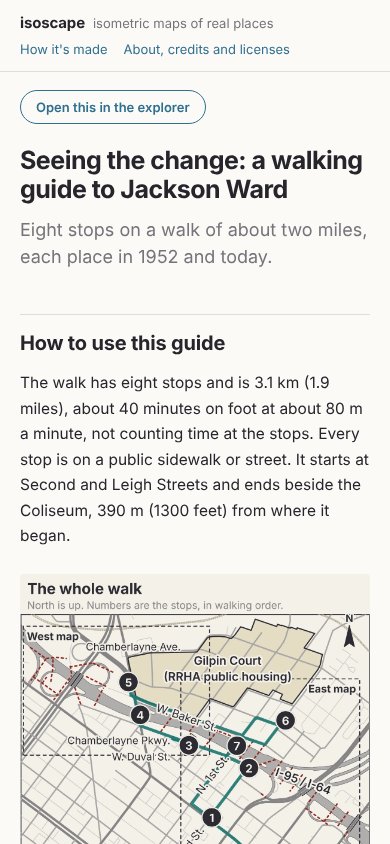 isoscape isometric maps of real places
How it's made About, credits and licenses
Open this in the explorer
Seeing the change: a walking
guide to Jackson Ward
Eight stops on a walk of about two miles,
each place in 1952 and today.
How to use this guide
The walk has eight stops and is 3.1 km (1.9
miles), about 40 minutes on foot at about 80 m
a minute, not counting time at the stops. Every
stop is on a public sidewalk or street. It starts at
Second and Leigh Streets and ends beside the
Coliseum, 390 m (1300 feet) from where it
began.
The whole walk
North is up. Numbers are the stops, in walking order.
N
West map
Chamberlayne Ave.
Gilpin Court
(RRHA public housing)
East map
5
4
W. Baker St.
6
Chamberlayne Pkwy.
3
7
W. Duval St.
2
I-95 / I-64
N. 1st St.
1